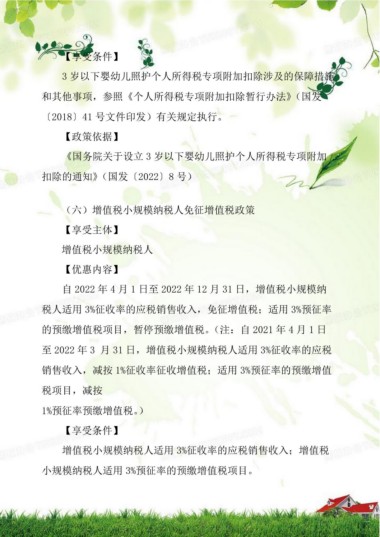 【享受条件】
3 岁以下婴幼儿照护个人所得税专项附加扣除涉及的保障措施
和其他事项，参照《个人所得税专项附加扣除暂行办法》（国发
〔2018〕41 号文件印发）有关规定执行。
【政策依据】
《国务院关于设立 3 岁以下婴幼儿照护个人所得税专项附加
扣除的通知》（国发〔2022〕8 号）
（六）增值税小规模纳税人免征增值税政策
【享受主体】
增值税小规模纳税人
【优惠内容】
自 2022 年 4 月 1 日至 2022 年 12 月 31 日，增值税小规模纳
税人适用 3%征收率的应税销售收入，免征增值税；适用 3%预征率
的预缴增值税项目，暂停预缴增值税。（注：自 2021 年 4 月 1 日
至 2022 年 3 月 31 日，增值税小规模纳税人适用 3%征收率的应税
销售收入，减按 1%征收率征收增值税；适用 3%预征率的预缴增值
税项目，减按
1%预征率预缴增值税。）
【享受条件】
增值税小规模纳税人适用 3%征收率的应税销售收入；增值税
小规模纳税人适用 3%预征率的预缴增值税项目。